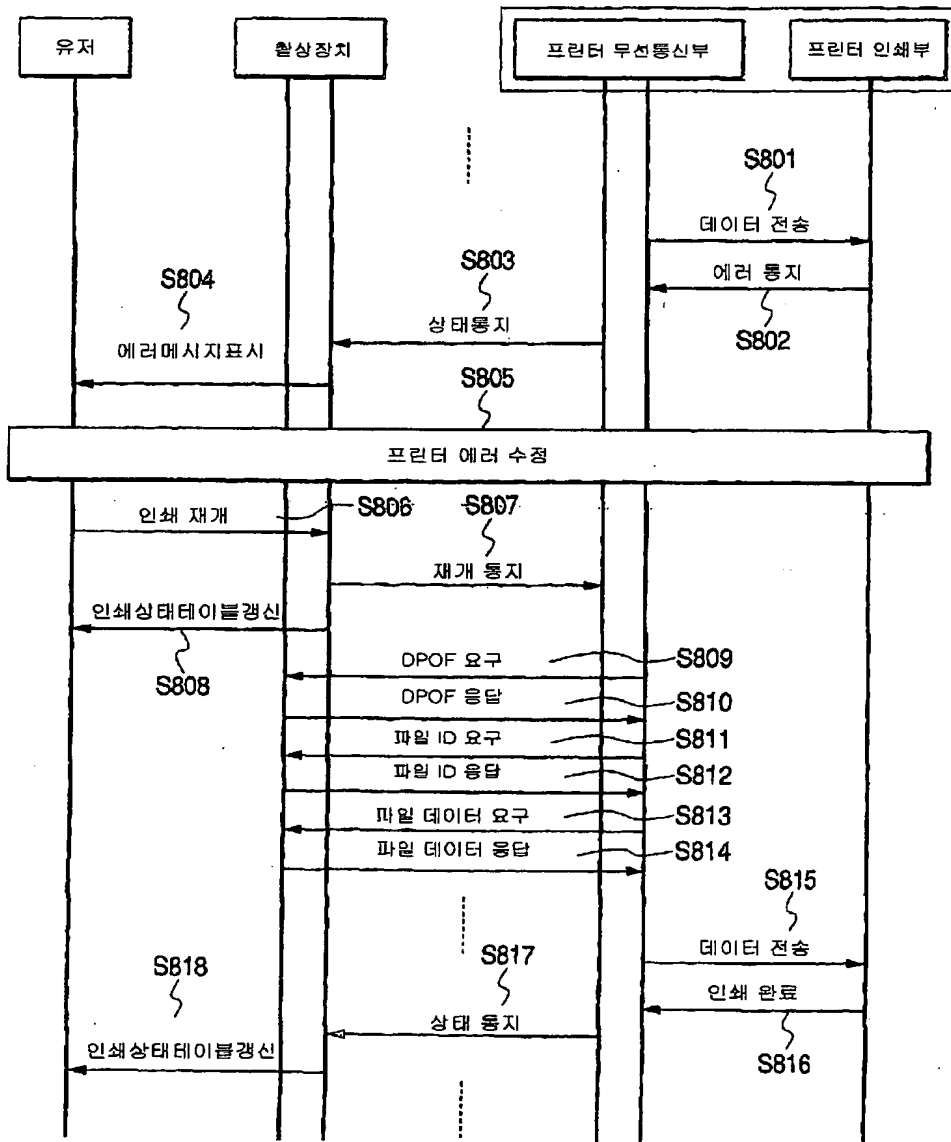 유저
촬상장치
프린터 무선통신부
프린터 인쇄부
S801
데이터 전송
에러 통지
S802
S803
상태통지
S804
에러메시지표시
S805
프린터 에러 수정
인쇄 재개
S806
S807
재개 통지
인쇄상태테이블갱신
S808
DPOF 요구
S809
DPOF 응답
S810
파일 ID 요구
S811
파일 ID 응답
S812
파일 데이터 요구
S813
파일 데이터 응답
S814
S815
데이터 전송
인쇄 완료
S816
S817
상태 통지
S818
인쇄상태테이블갱신